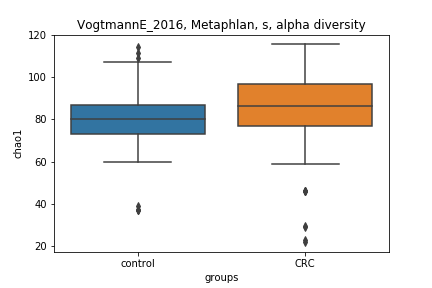 VogtmannE_2016, Metaphlan, s, alpha diversity
120
100
80
60
40
20
chao1
control CRC
groups